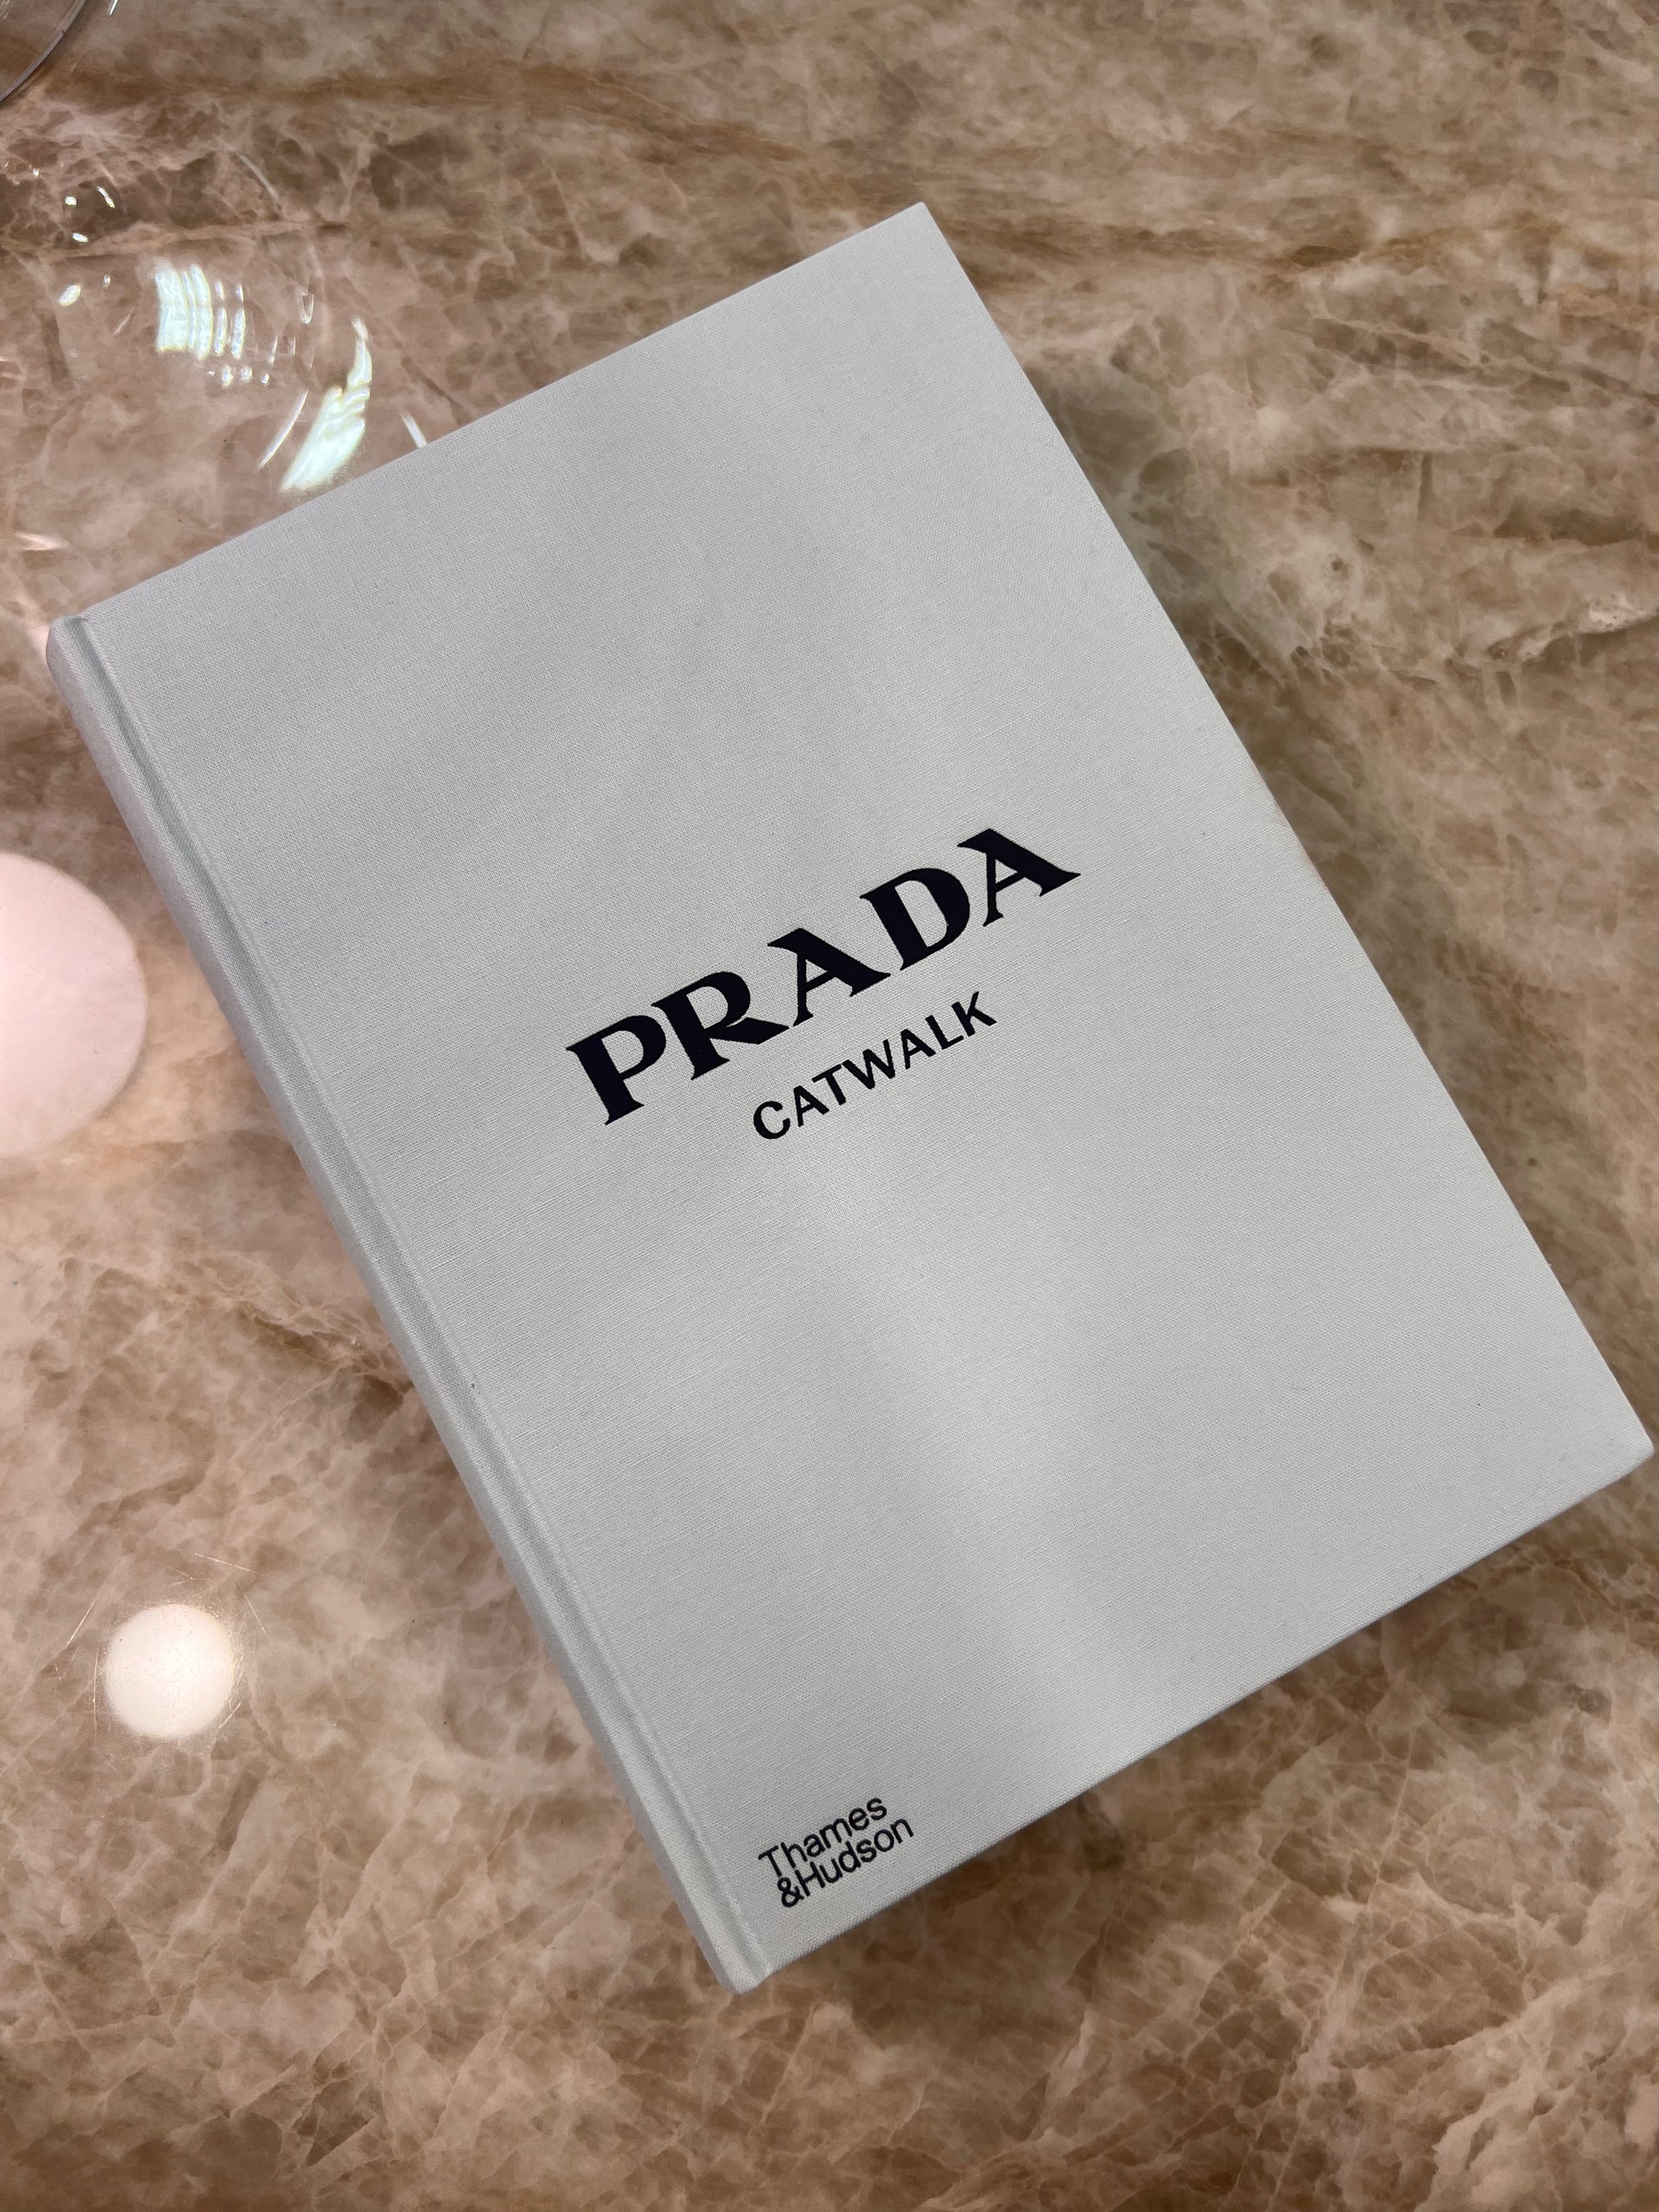 PRADA
CATWALK
Thames
&Hudson